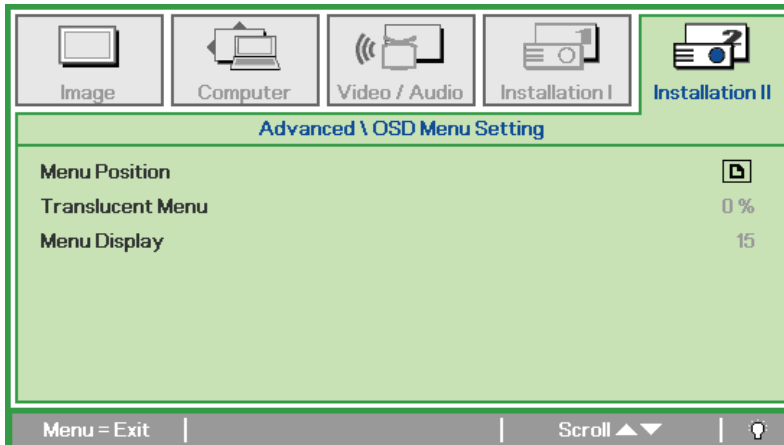 Image Computer Video / Audio Installation I Installation II
Advanced \ OSD Menu Setting
Menu Position
Translucent Menu 0 %
Menu Display 15
Menu = Exit Scroll ▲▼